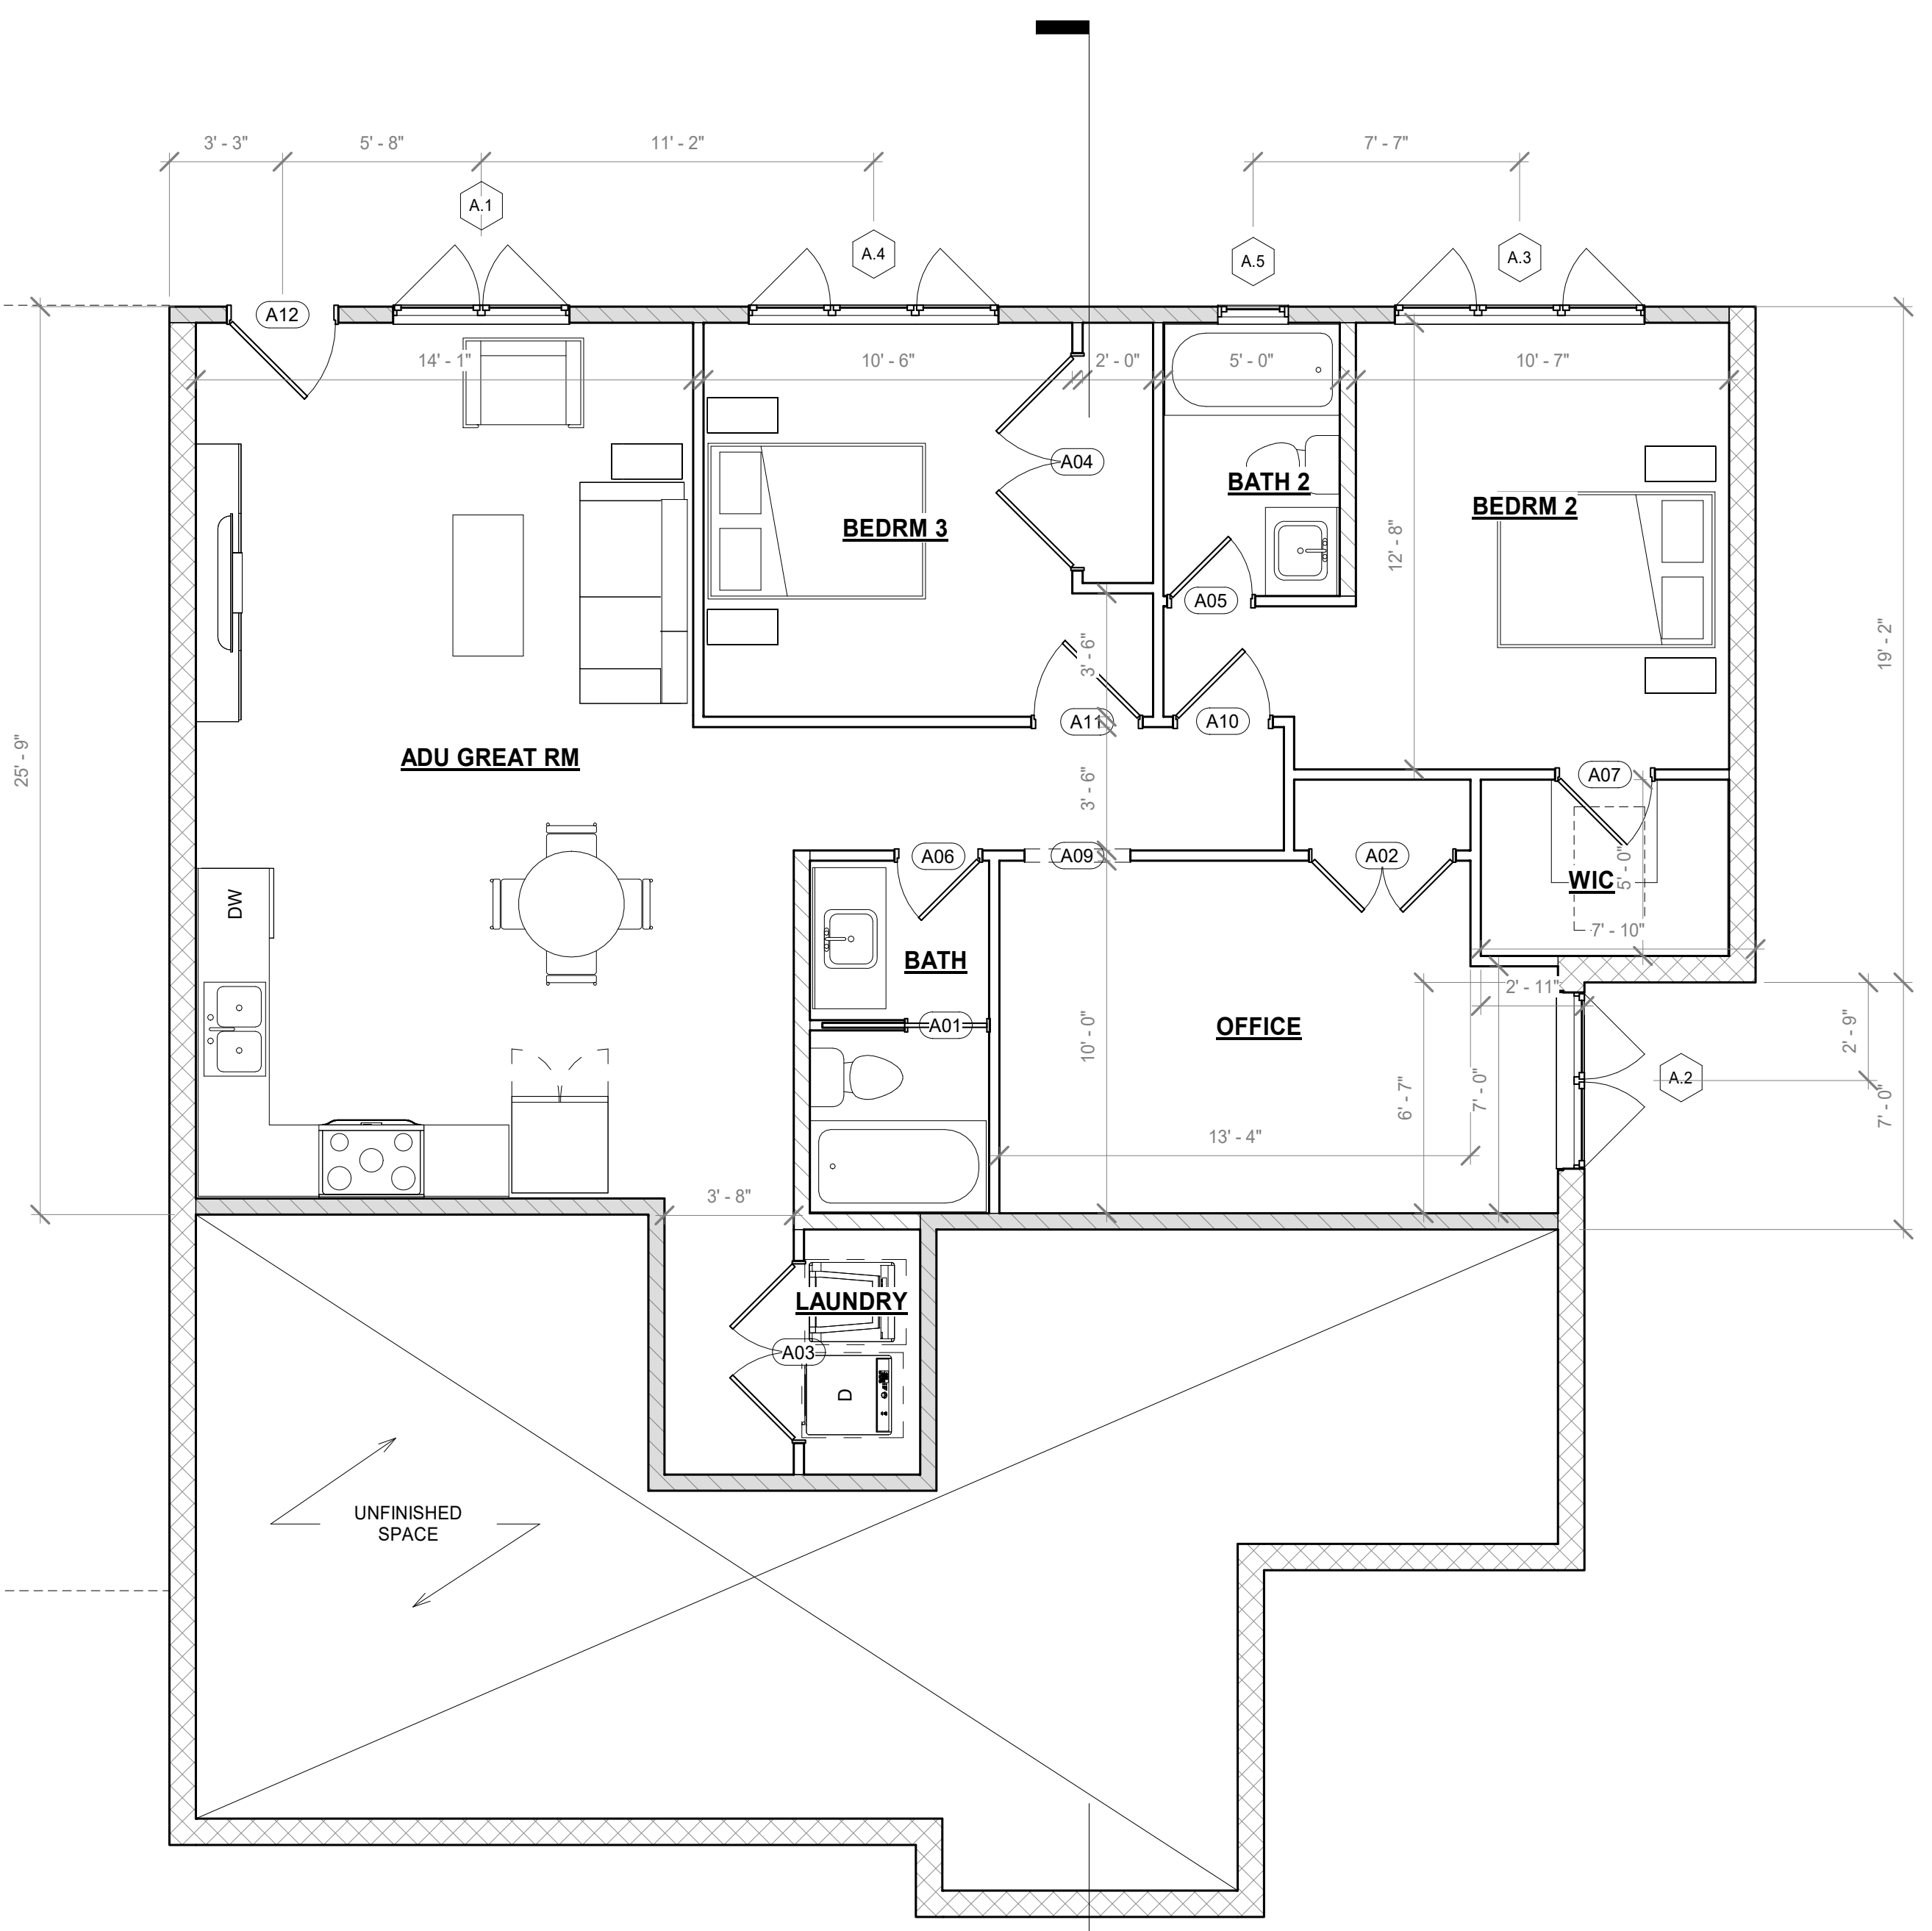 3' - 3"
5' - 8"
11' - 2"
7' - 7"
A.1
A.4
A.5
A.3
A12
14' - 1"
10' - 6"
2' - 0"
5' - 0"
10' - 7"
A04
BATH 2
BEDRM 2
BEDRM 3
12' - 8"
A05
3' - 6"
19' - 2"
A11
A10
25' - 9"
ADU GREAT RM
A07
3' - 6"
A06
A09
A02
5' - 0"
WIC
DW
7' - 10"
BATH
2' - 11"
A01
OFFICE
10' - 0"
2' - 9"
A.2
6' - 7"
7' - 0"
7' - 0"
13' - 4"
3' - 8"
LAUNDRY
A03
D
UNFINISHED
SPACE